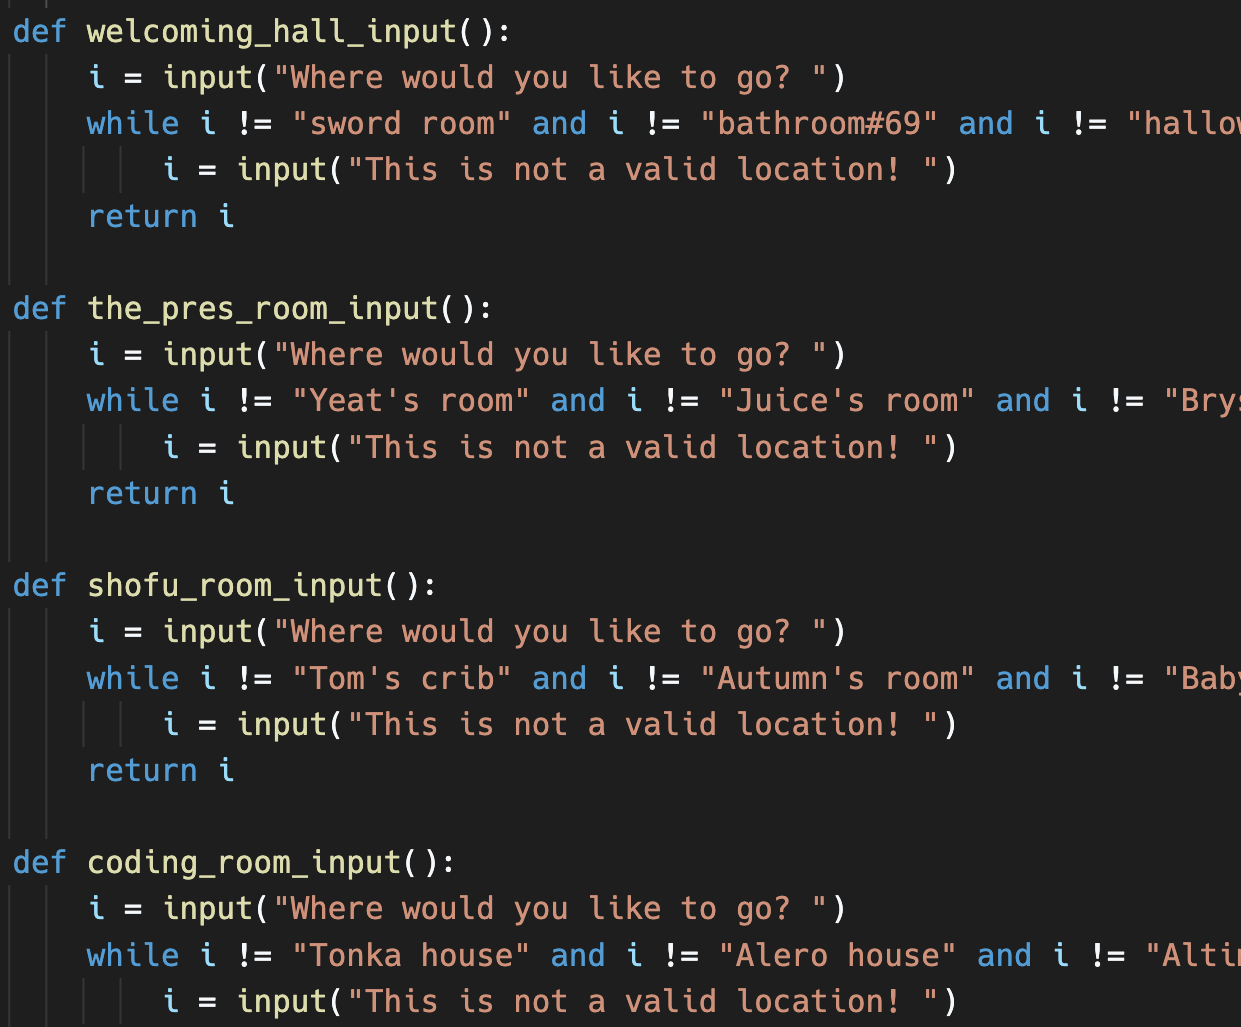 def welcoming_hall_input():
i = input("Where would you like to go? ")
while i != "sword room" and i != "bathroom#69" and i !=
i = input("This is not a valid location! ")
return i
def the_pres_room_input():
i = input("Where would you like to go? ")
while i != "Yeat's room" and i != "Juice's room" and i !=
i = input("This is not a valid location! ")
return i
def shofu_room_input():
i = input("Where would you like to go? ")
while i != "Tom's crib" and i != "Autumn's room" and i !=
i = input("This is not a valid location! ")
return i
def coding_room_input():
i = input("Where would you like to go? ")
while i != "Tonka house" and i != "Alero house" and i !=
i = input("This is not a valid location! ")